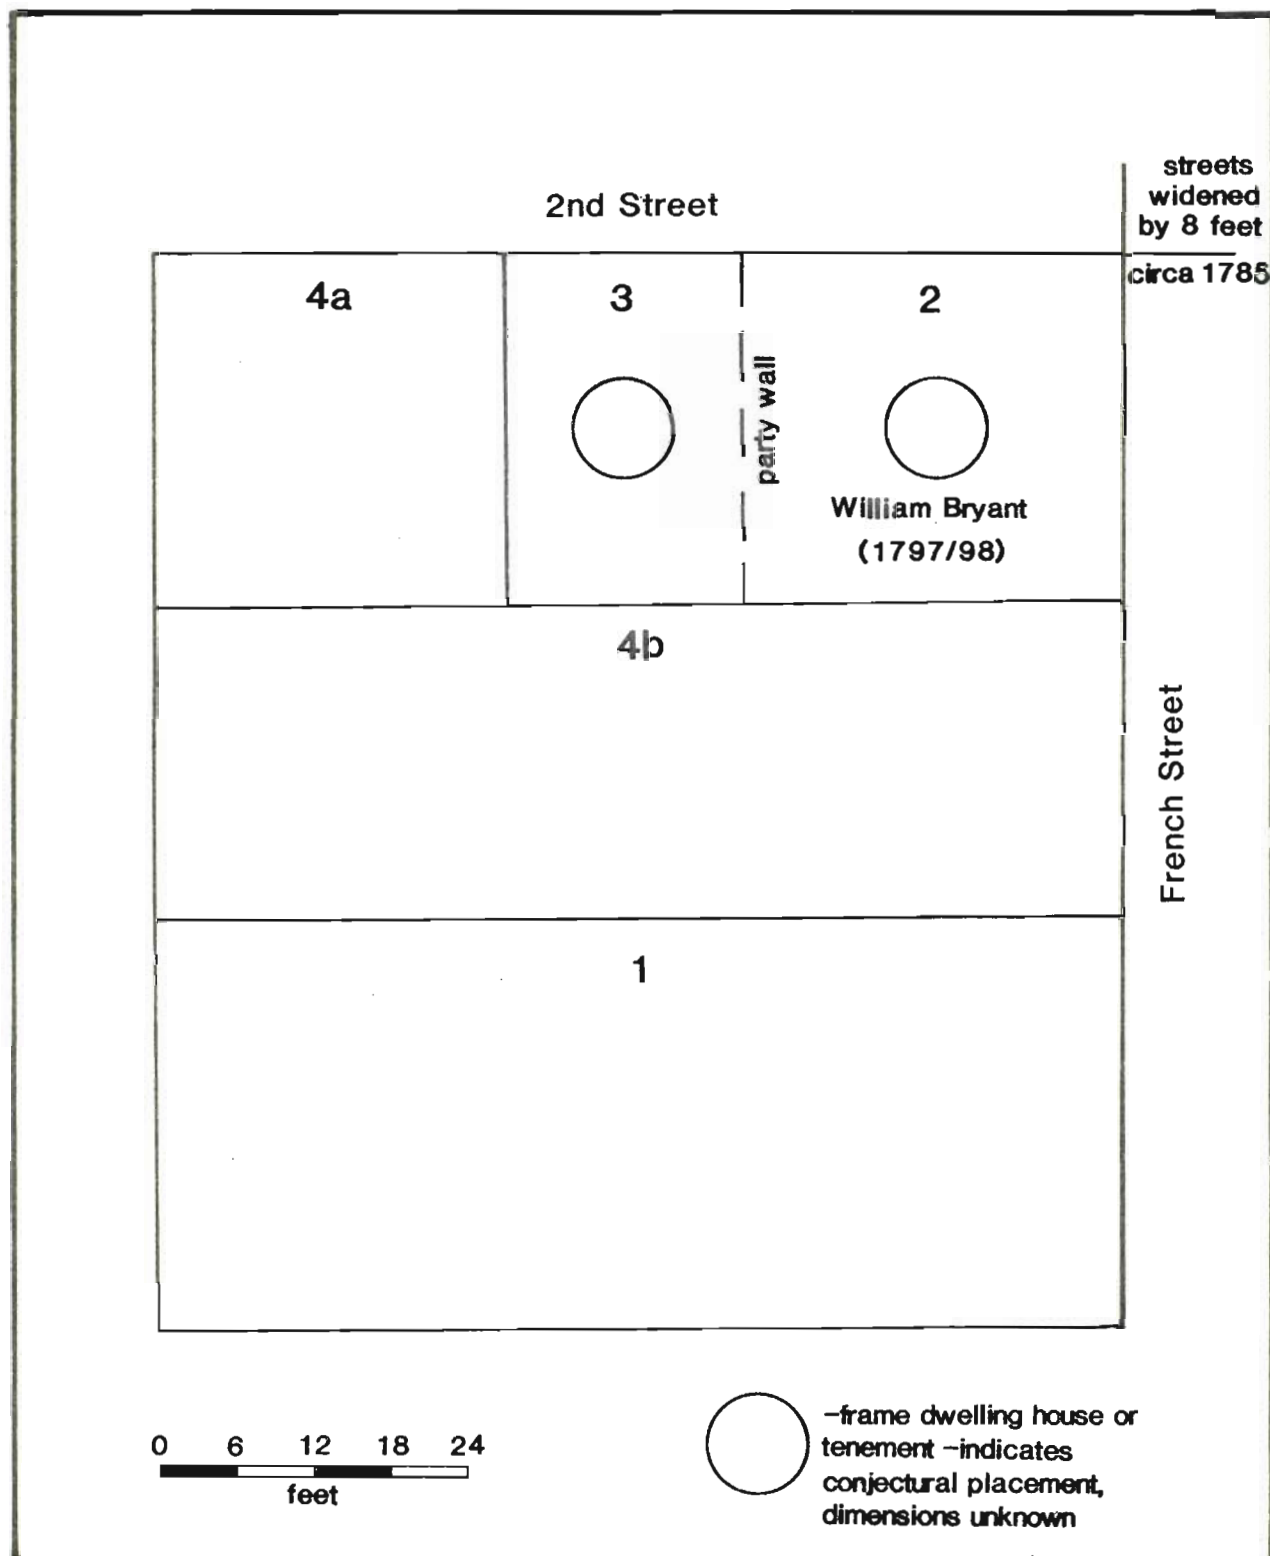 streets
widened
by 8 feet
circa 1785
2nd Street
4a
3
2
party wall
William Bryant
(1797/98)
4b
French Street
1
0 6 12 18 24
feet
-frame dwelling house or
tenement -indicates
conjectural placement,
dimensions unknown